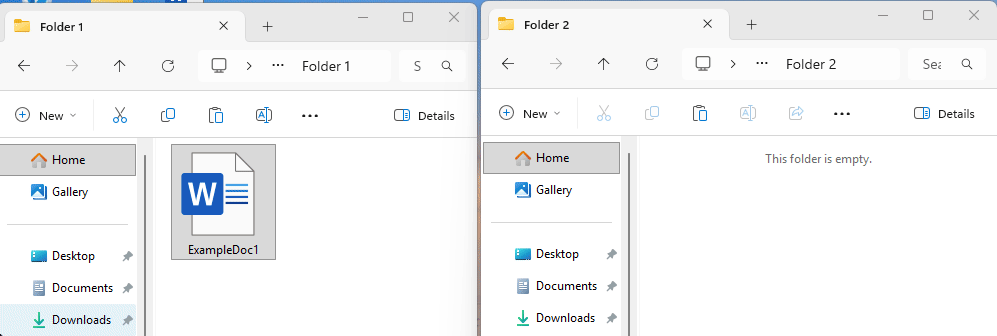 Folder 1
Folder 1
S
New
Details
Home
Gallery
Desktop
Documents
Downloads
W
ExampleDoc1
Folder 2
Folder 2
Sea
New
Details
Home
Gallery
Desktop
Documents
Downloads
This folder is empty.